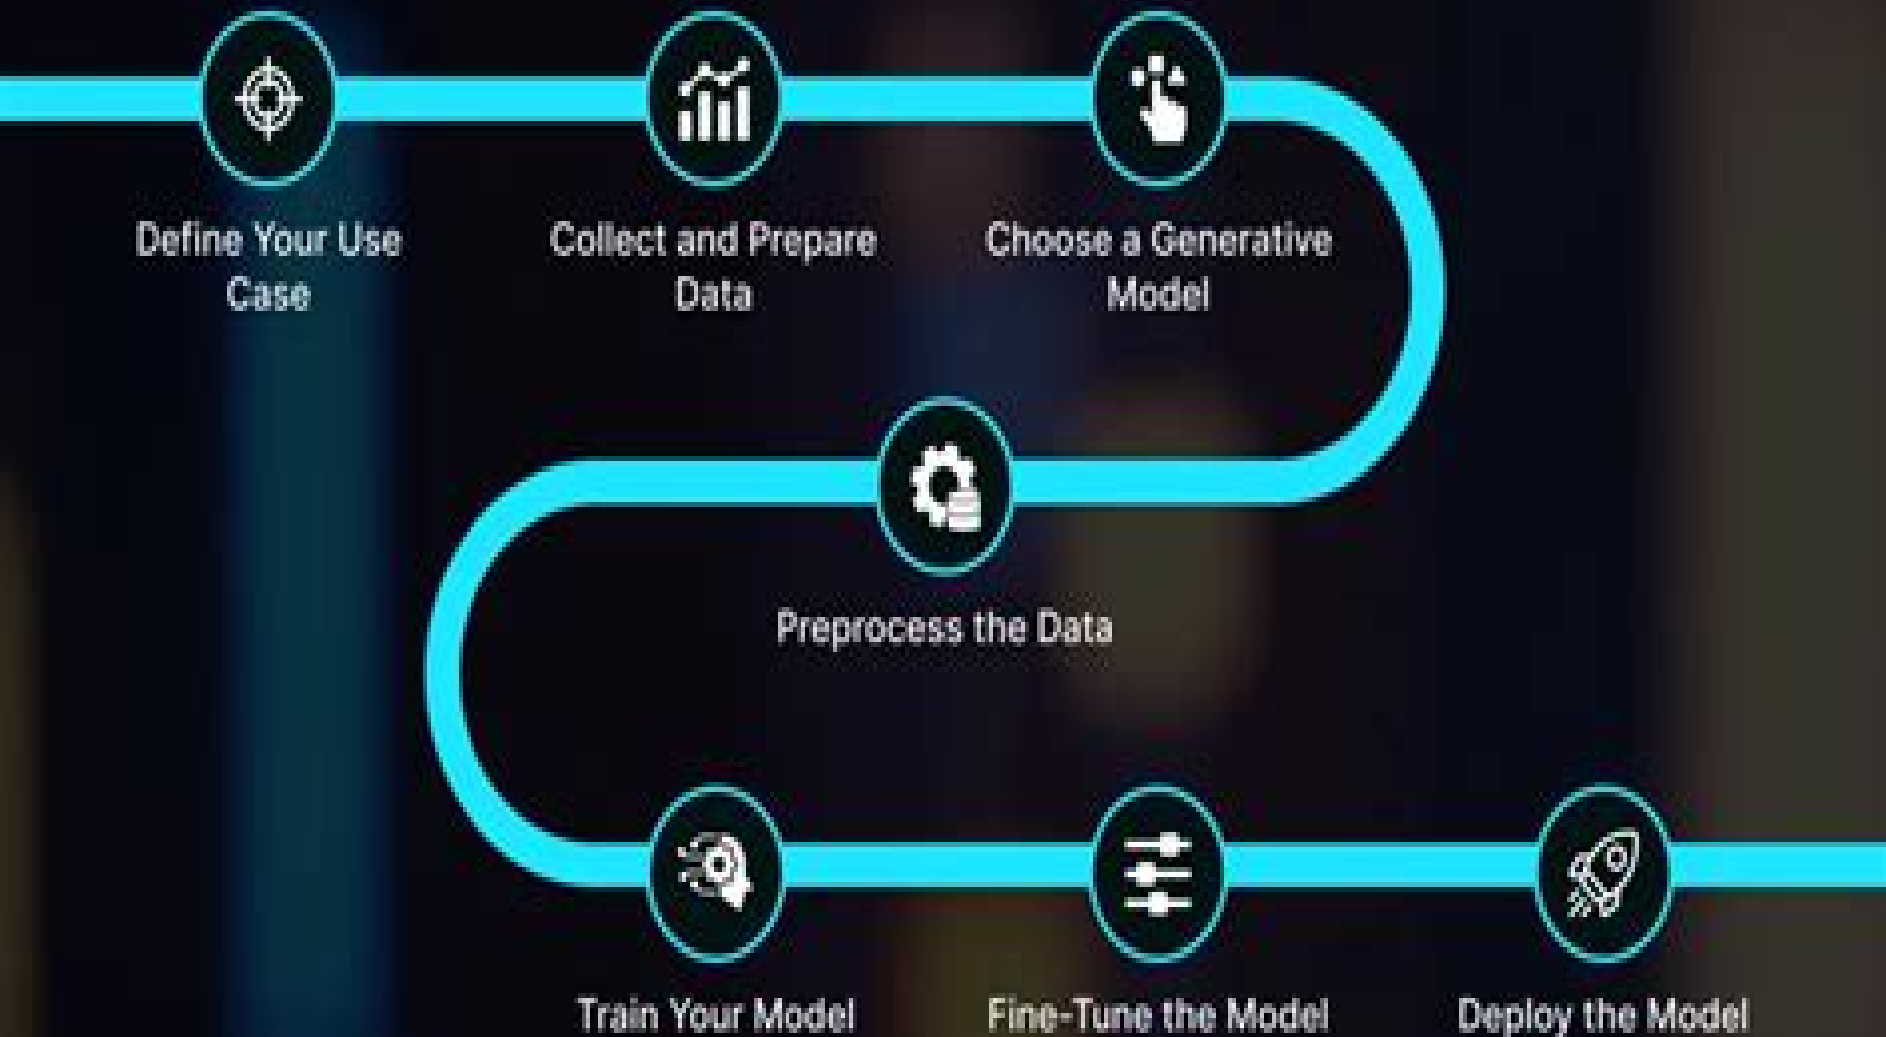 Define Your Use
Case
Collect and Prepare
Data
Choose a Generative
Model
Preprocess the Data
Train Your Model
Fine-Tune the Model
Deploy the Model